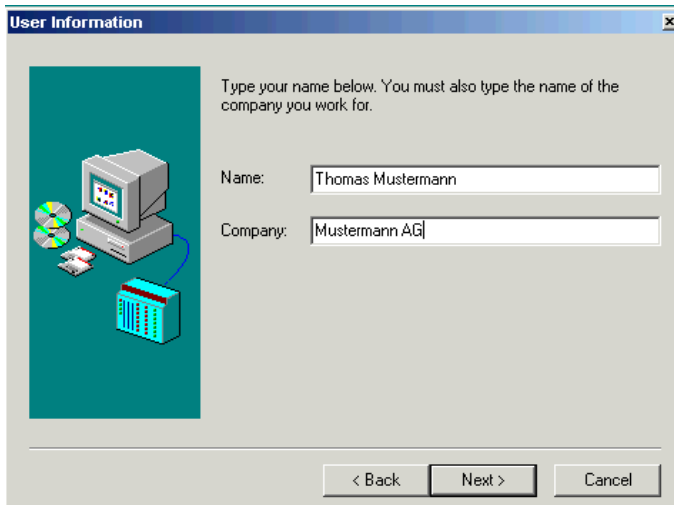 User Information
Type your name below. You must also type the name of the
company you work for.
Name: Thomas Mustermann
Company: Mustermann AG
< Back Next > Cancel